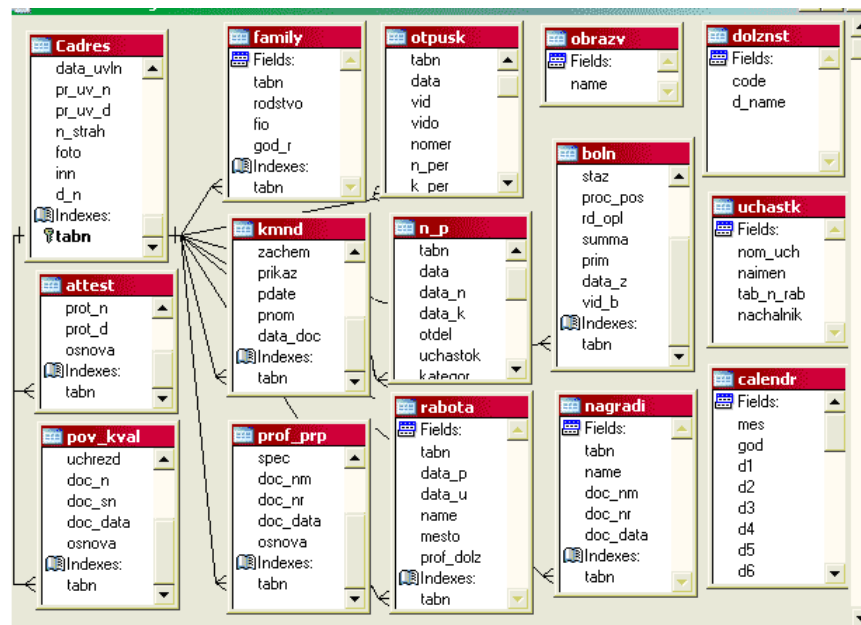 Cadres
data_uvln
pr_uv_n
pr_uv_d
n_strah
foto
inn
d_n
Indexes:
tabn
family
Fields:
tabn
rodstvo
fio
god_r
Indexes:
tabn
otpusk
tabn
data
vid
vido
nomer
n_per
k_per
obrazv
Fields:
name
dolznst
Fields:
code
d_name
attest
prot_n
prot_d
osnova
Indexes:
tabn
kmnd
zachem
prikaz
pdate
pnom
data_doc
Indexes:
tabn
n_p
tabn
data
data_n
data_k
otdel
uchastok
kategor
boln
staz
proc_pos
rd_opl
summa
prim
data_z
vid_b
Indexes:
tabn
uchastk
Fields:
nom_uch
naimen
tab_n_rab
nachalnik
pov_kval
uchrezd
doc_n
doc_sn
doc_data
osnova
Indexes:
tabn
prof_prp
spec
doc_nm
doc_nr
doc_data
osnova
Indexes:
tabn
rabota
Fields:
tabn
data_p
data_u
name
mesto
prof_dolz
Indexes:
tabn
nagradi
Fields:
tabn
name
doc_nm
doc_nr
doc_data
Indexes:
tabn
calendr
Fields:
mes
god
d1
d2
d3
d4
d5
d6